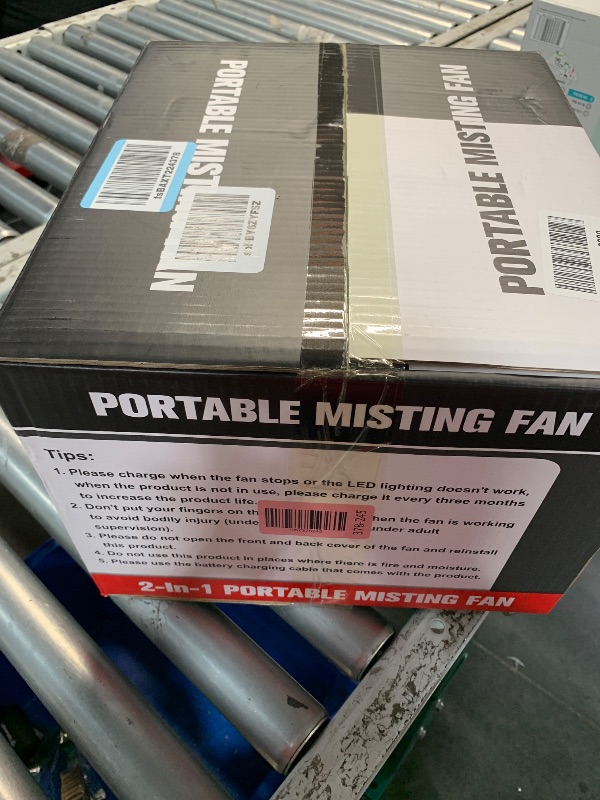 PORTABLE MIST
N
fsBAXT224378
PORTABLE MISTING FAN
PORTABLE MISTING FAN
Tips:
1. Please charge when the fan stops or the LED lighting doesn't work,
when the product is not in use, please charge it every three months
to increase the product life.
2. Don't put your fingers on th hen the fan is working
to avoid bodily injury (unde under adult
supervision).
3. Please do not open the front and back cover of the fan and reinstall
this product.
4. Do not use this product in places where there is fire and moisture.
5. Please use the battery charging cable that comes with the product.
378-245
2-In-1 PORTABLE MISTING FAN